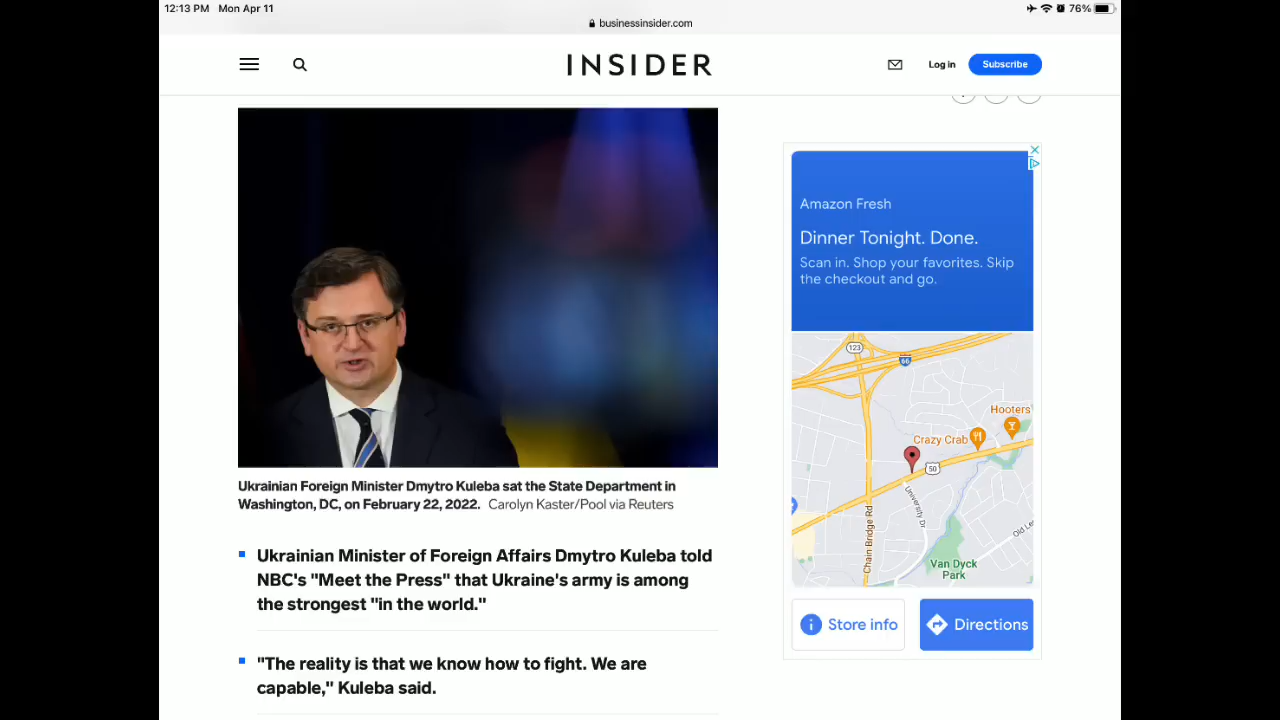 12:13 PM Mon Apr 11
76%
businessinsider.com
INSIDER
Log in
Subscribe
Ukrainian Foreign Minister Dmytro Kuleba sat the State Department in
Washington, DC, on February 22, 2022. Carolyn Kaster/Pool via Reuters
Ukrainian Minister of Foreign Affairs Dmytro Kuleba told
NBC's "Meet the Press" that Ukraine's army is among
the strongest "in the world."
"The reality is that we know how to fight. We are
capable," Kuleba said.
Amazon Fresh
Dinner Tonight. Done.
Scan in. Shop your favorites. Skip
the checkout and go.
123
66
Hooters
Crazy Crab
50
University Dr
Chain Bridge Rd
Old Le
Van Dyck
Park
Store info
Directions